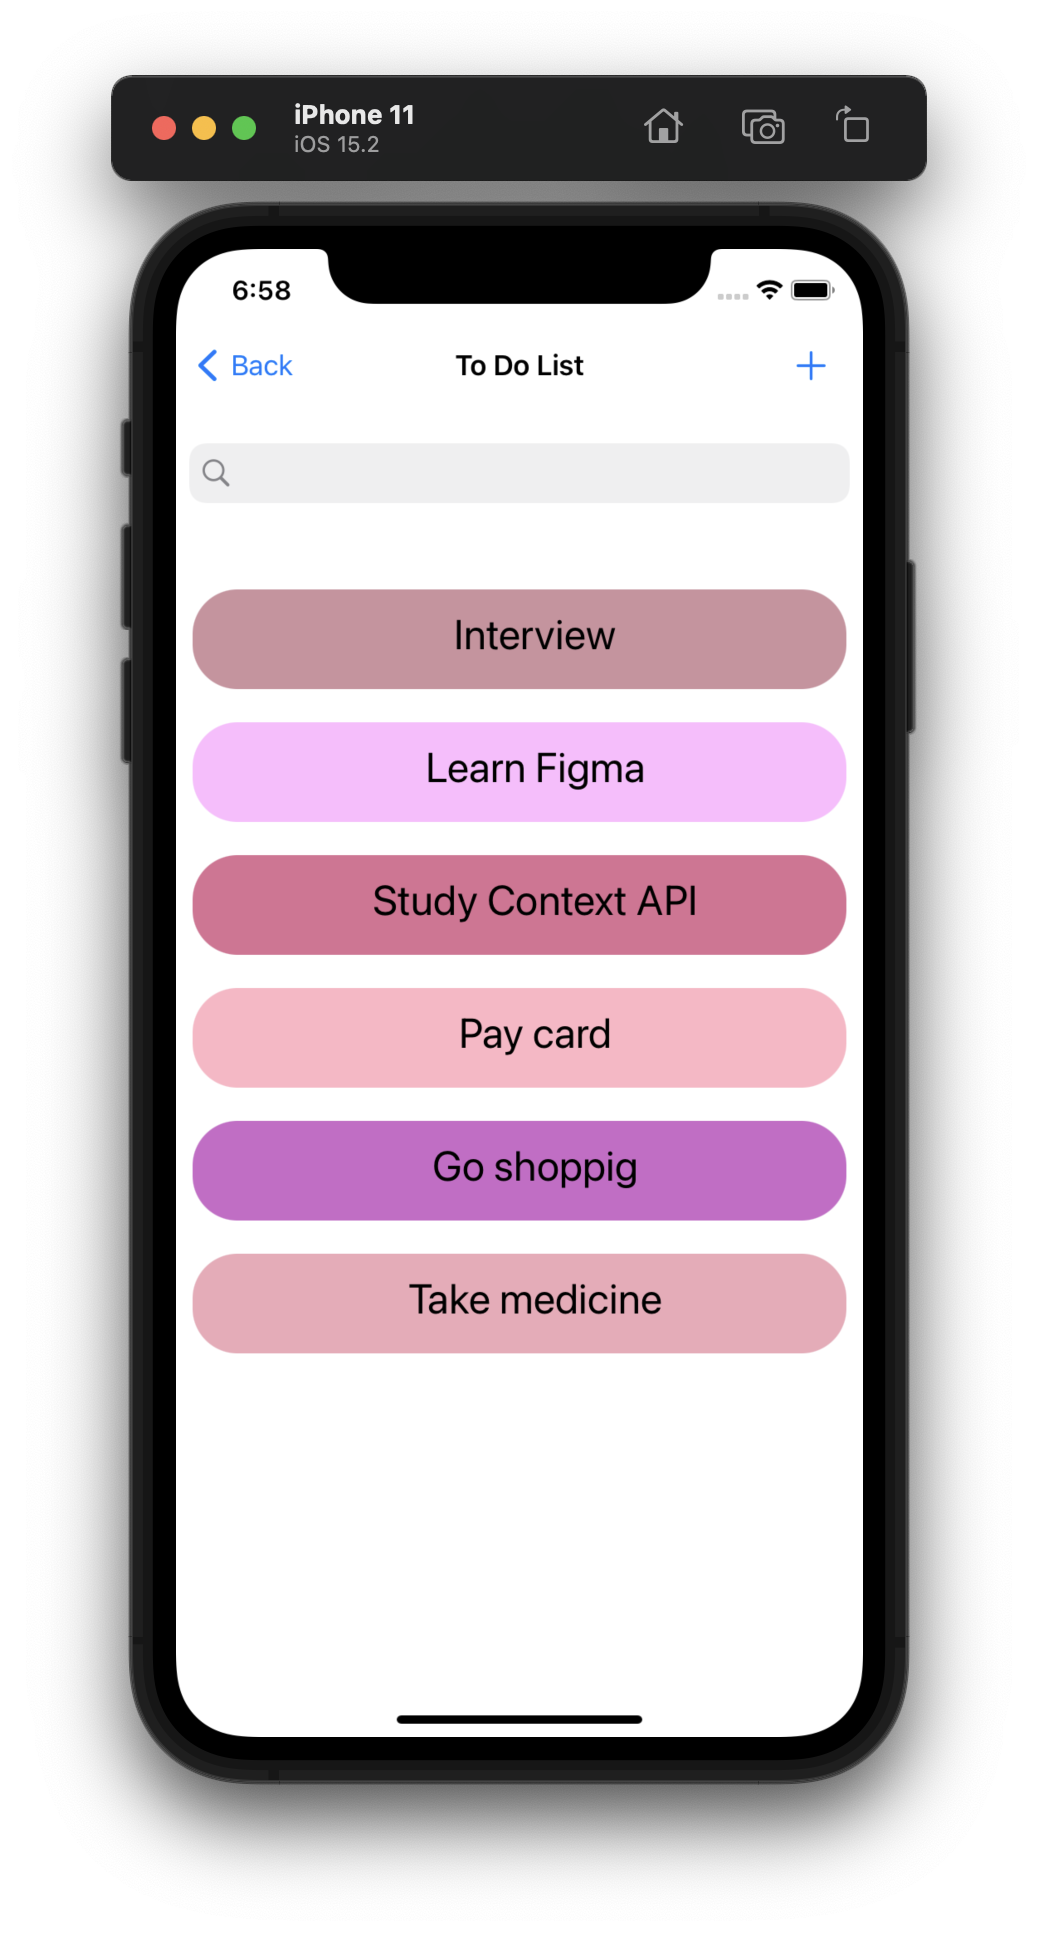 iPhone 11
iOS 15.2
6:58
Back
To Do List
Interview
Learn Figma
Study Context API
Pay card
Go shoppig
Take medicine